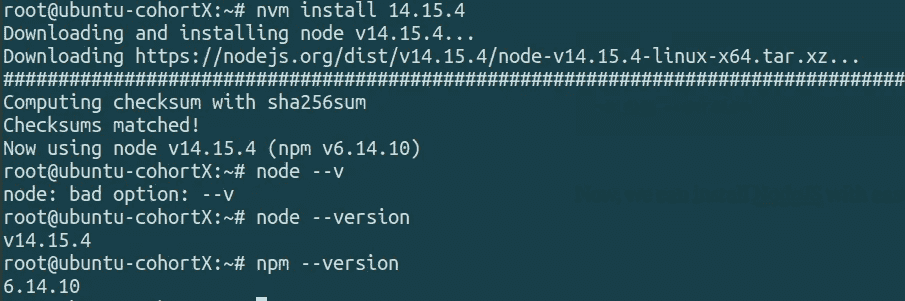 root@ubuntu-cohortX:~# nvm install 14.15.4
Downloading and installing node v14.15.4...
Downloading https://nodejs.org/dist/v14.15.4/node-v14.15.4-linux-x64.tar.xz...
##################################################################################
Computing checksum with sha256sum
Checksums matched!
Now using node v14.15.4 (npm v6.14.10)
root@ubuntu-cohortX:~# node --v
node: bad option: --v
root@ubuntu-cohortX:~# node --version
v14.15.4
root@ubuntu-cohortX:~# npm --version
6.14.10